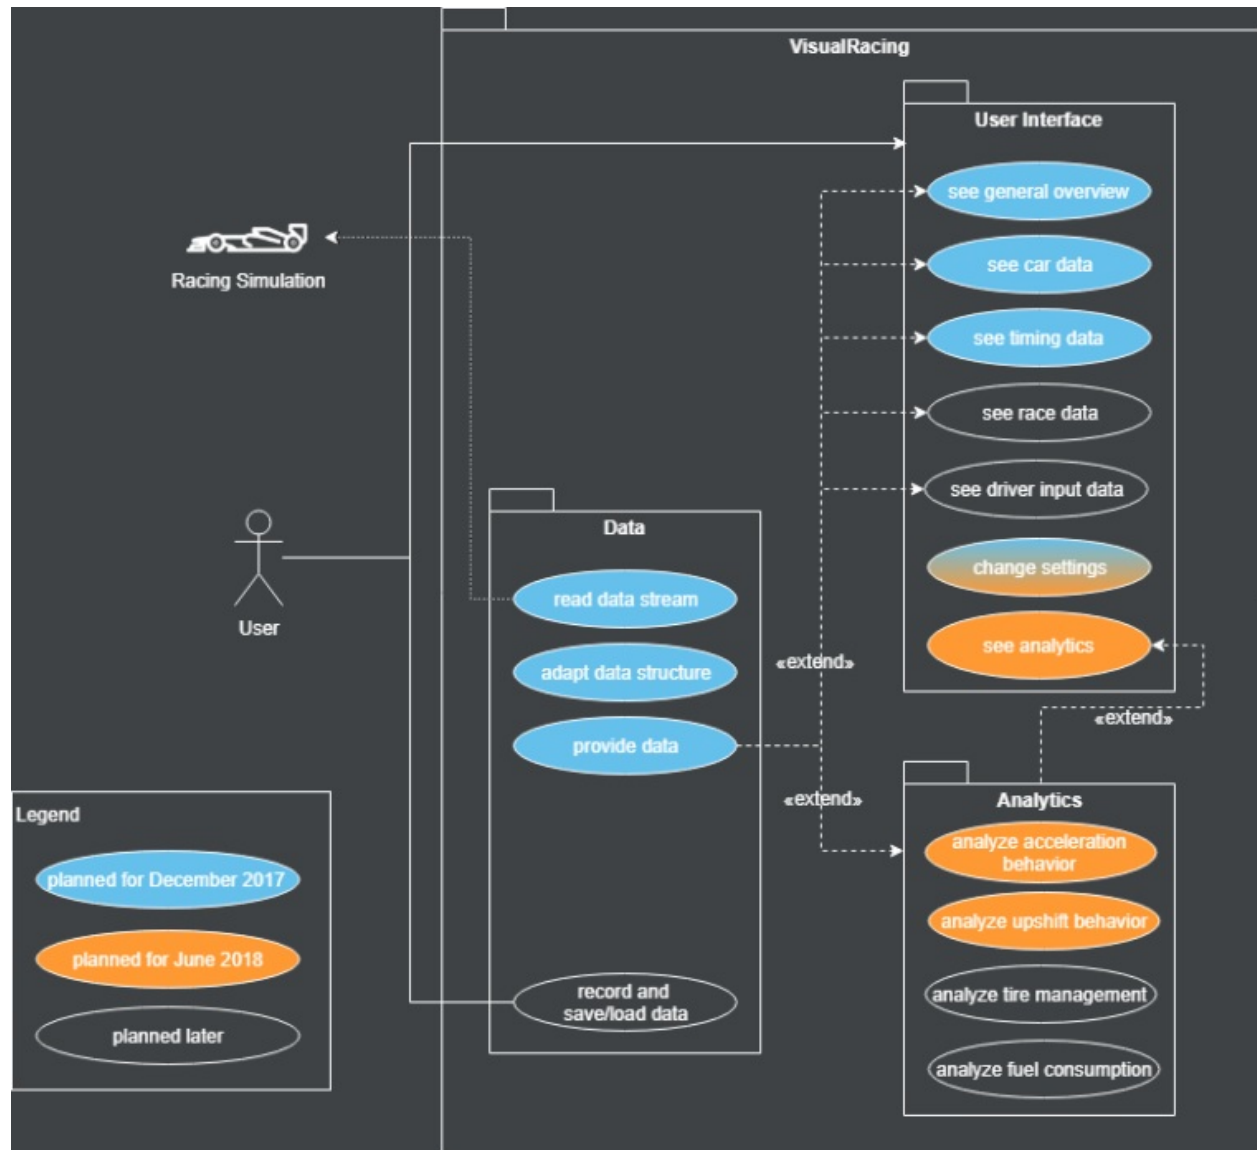 VisualRacing
User Interface
see general overview
see car data
see timing data
see race data
see driver input data
change settings
see analytics
Racing Simulation
User
Data
read data stream
adapt data structure
provide data
record and
save/load data
«extend»
«extend»
«extend»
Analytics
analyze acceleration
behavior
analyze upshift behavior
analyze tire management
analyze fuel consumption
Legend
planned for December 2017
planned for June 2018
planned later